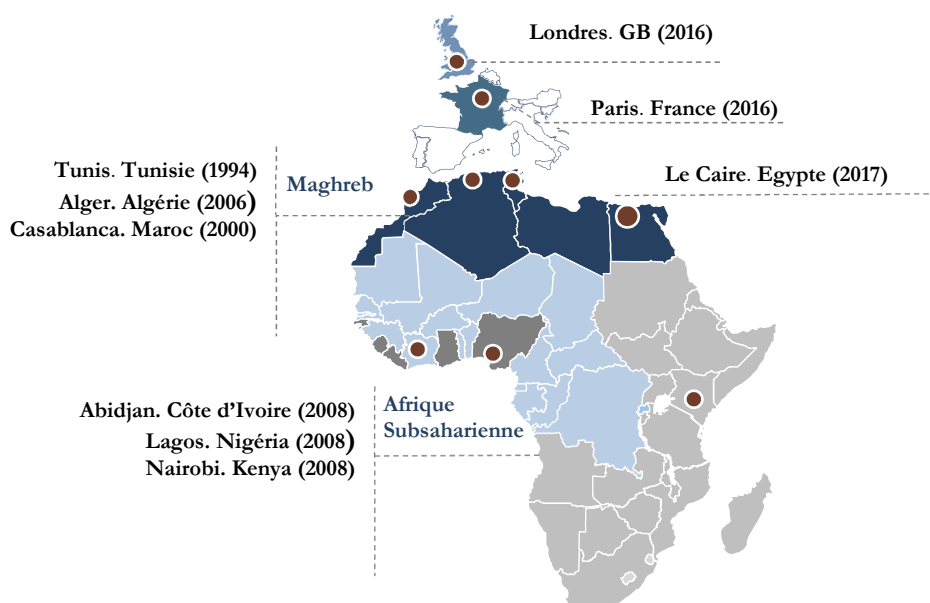 Londres. GB (2016)
Paris. France (2016)
Tunis. Tunisie (1994)
Maghreb
Le Caire. Egypte (2017)
Alger. Algérie (2006)
Casablanca. Maroc (2000)
Abidjan. Côte d’Ivoire (2008)
Afrique
Subsaharienne
Lagos. Nigéria (2008)
Nairobi. Kenya (2008)